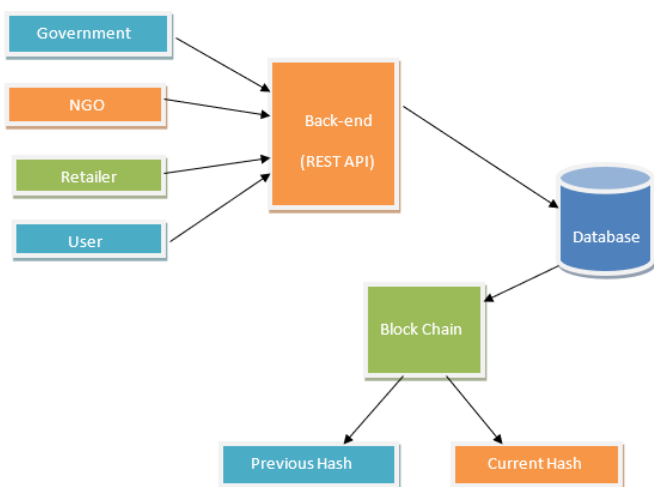 Government
NGO
Retailer
User
Back-end
(REST API)
Database
Block Chain
Previous Hash
Current Hash